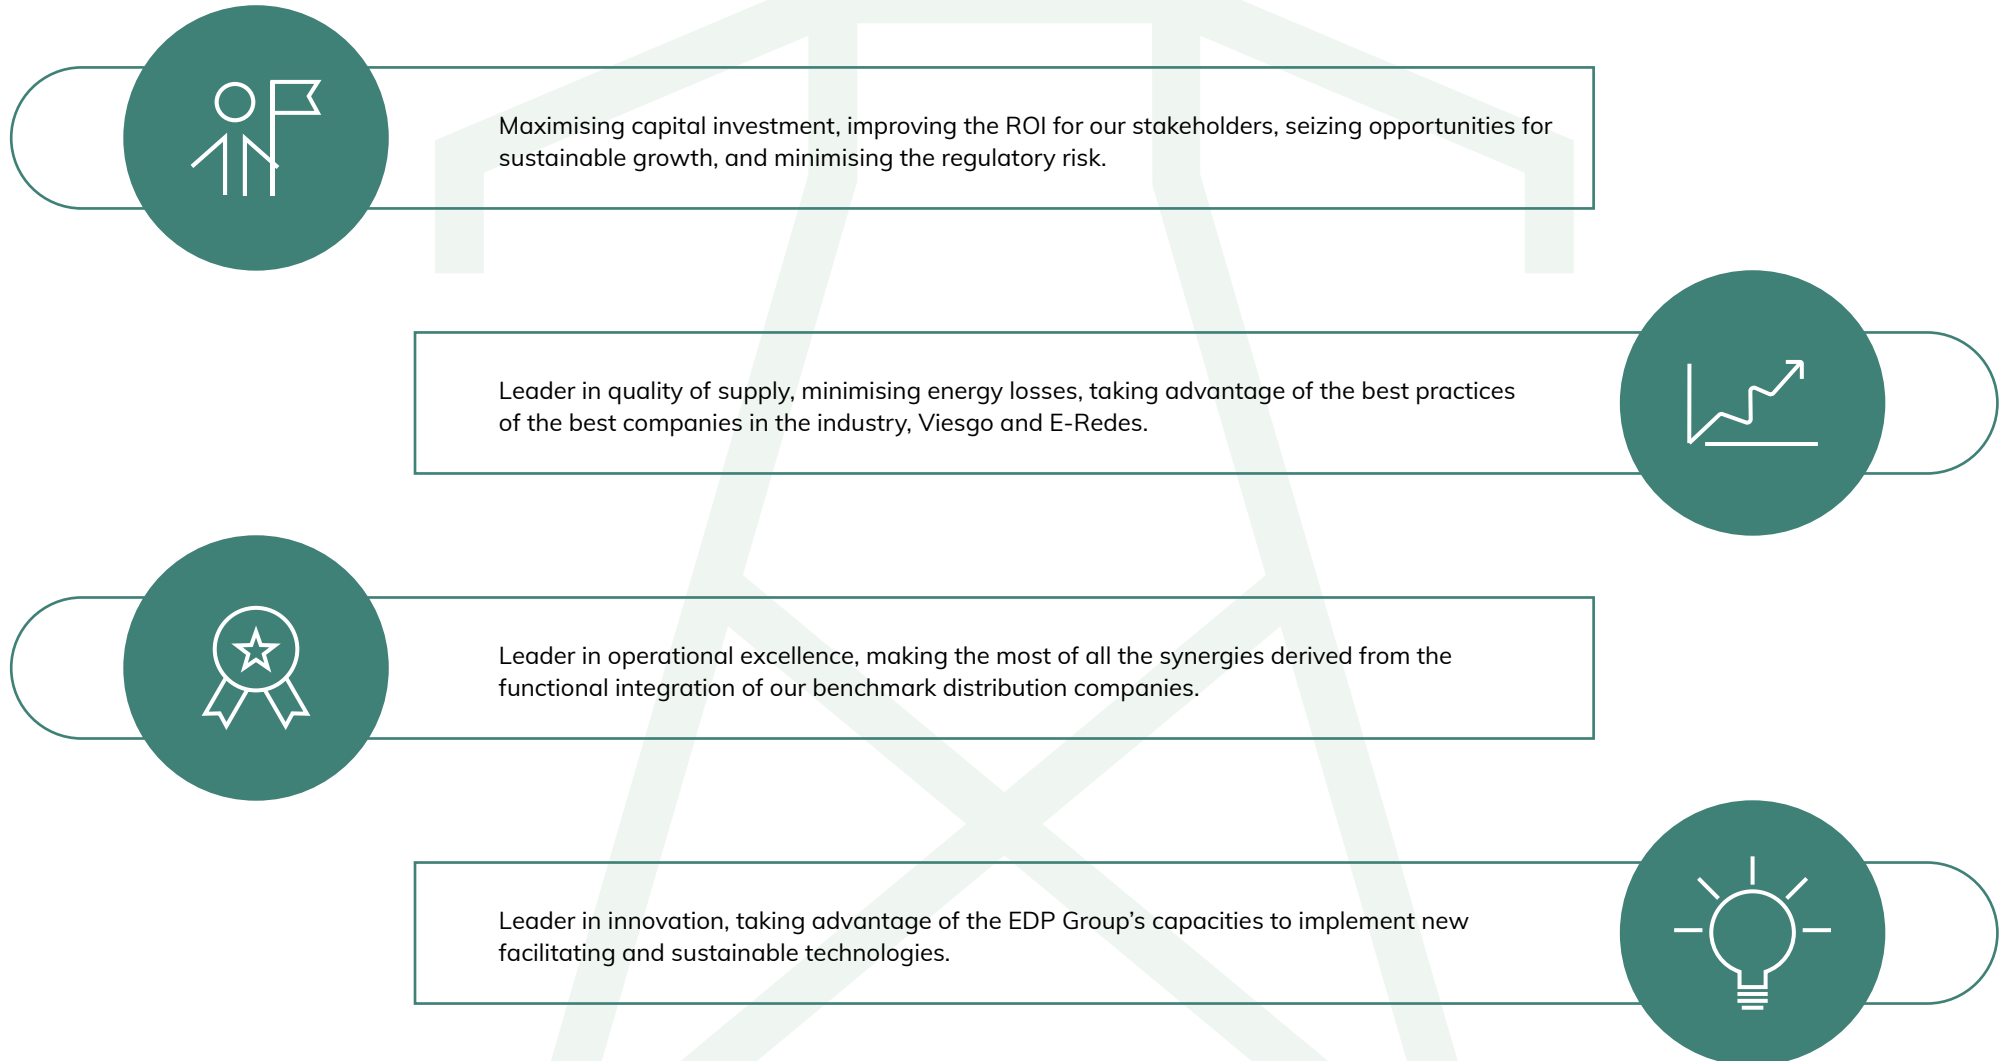 Maximising capital investment, improving the ROI for our stakeholders, seizing opportunities for
sustainable growth, and minimising the regulatory risk.
Leader in quality of supply, minimising energy losses, taking advantage of the best practices
of the best companies in the industry, Viesgo and E-Redes.
Leader in operational excellence, making the most of all the synergies derived from the
functional integration of our benchmark distribution companies.
Leader in innovation, taking advantage of the EDP Group’s capacities to implement new
facilitating and sustainable technologies.